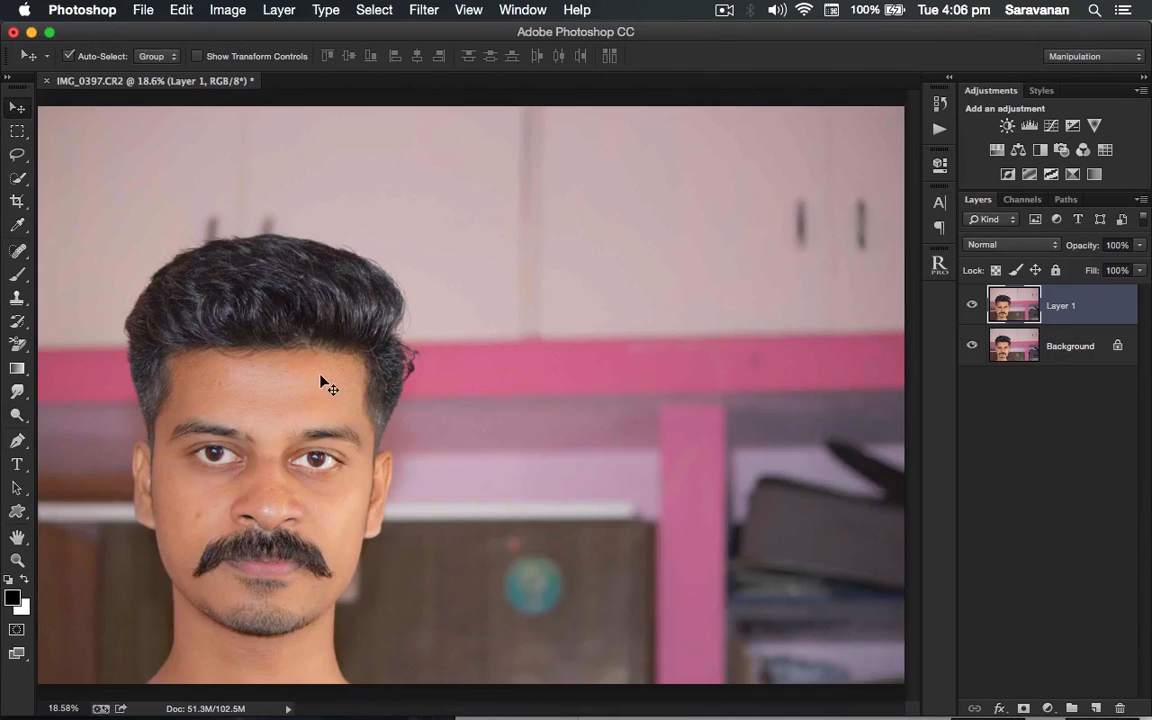 Photoshop File Edit Image Layer Type Select Filter View Window Help 100% Tue 4:06 pm Saravanan
Adobe Photoshop CC
Auto-Select: Group Show Transform Controls Manipulation
× IMG_0397.CR2 @ 18.6% (Layer 1, RGB/8*) *
Adjustments Styles
Add an adjustment
Layers Channels Paths
Kind
Normal Opacity: 100%
Lock: Fill: 100%
Layer 1
Background
A
R
PRO
T
18.58% Doc: 51.3M/102.5M
fx